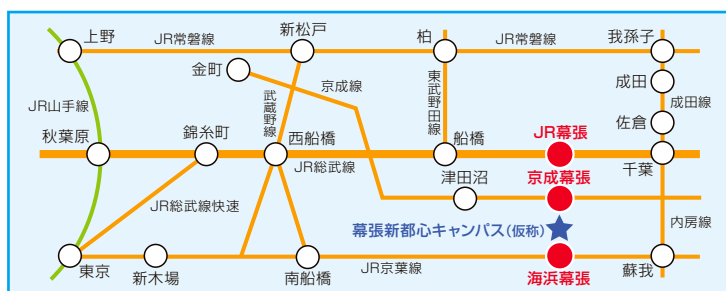 上野
JR常磐線
新松戸
柏
JR常磐線
我孫子
金町
京成線
成田
JR山手線
武蔵野線
東武野田線
成田線
佐倉
秋葉原
錦糸町
西船橋
船橋
JR幕張
JR総武線
千葉
津田沼
京成幕張
JR総武線快速
幕張新都心キャンパス(仮称)
内房線
東京
新木場
南船橋
JR京葉線
海浜幕張
蘇我